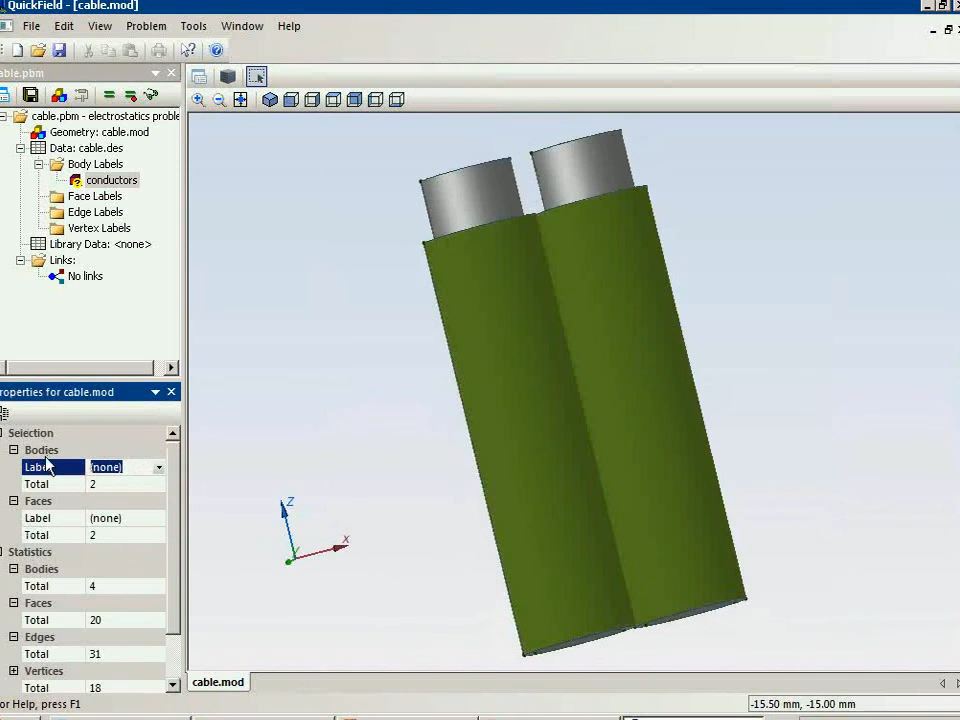 QuickField - [cable.mod]
File Edit View Problem Tools Window Help
able.pbm
cable.pbm - electrostatics proble
Geometry: cable.mod
Data: cable.des
Body Labels
conductors
Face Labels
Edge Labels
Vertex Labels
Library Data: <none>
Links:
No links
roperties for cable.mod
Selection
Bodies
Label (none)
Total 2
Faces
Label (none)
Total 2
Statistics
Bodies
Total 4
Faces
Total 20
Edges
Total 31
Vertices
Total 18
Z
X
Y
cable.mod
or Help, press F1
-15.50 mm, -15.00 mm